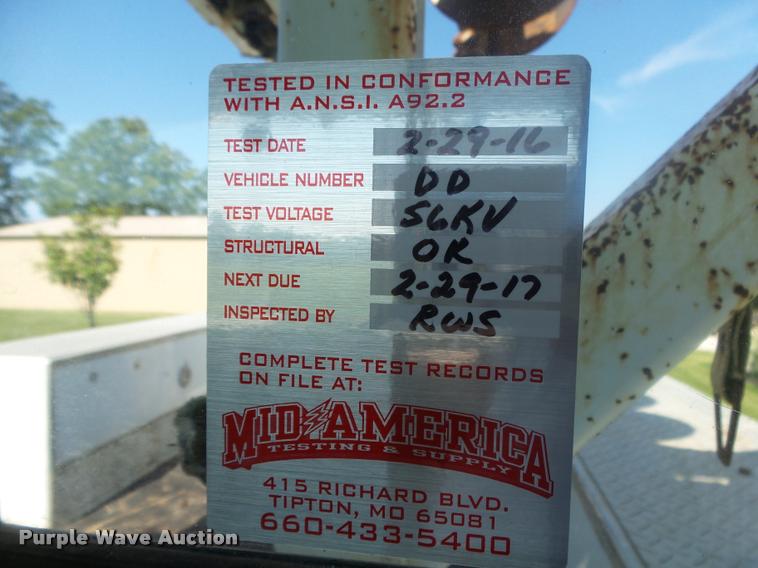 TESTED IN CONFORMANCE
WITH A.N.S.I. A92.2
TEST DATE 2-29-16
VEHICLE NUMBER DD
TEST VOLTAGE 56KV
STRUCTURAL OK
NEXT DUE 2-29-17
INSPECTED BY RWS
COMPLETE TEST RECORDS
ON FILE AT:
MID AMERICA
TESTING & SUPPLY
415 RICHARD BLVD.
TIPTON, MO 65081
660-433-5400
Purple Wave Auction